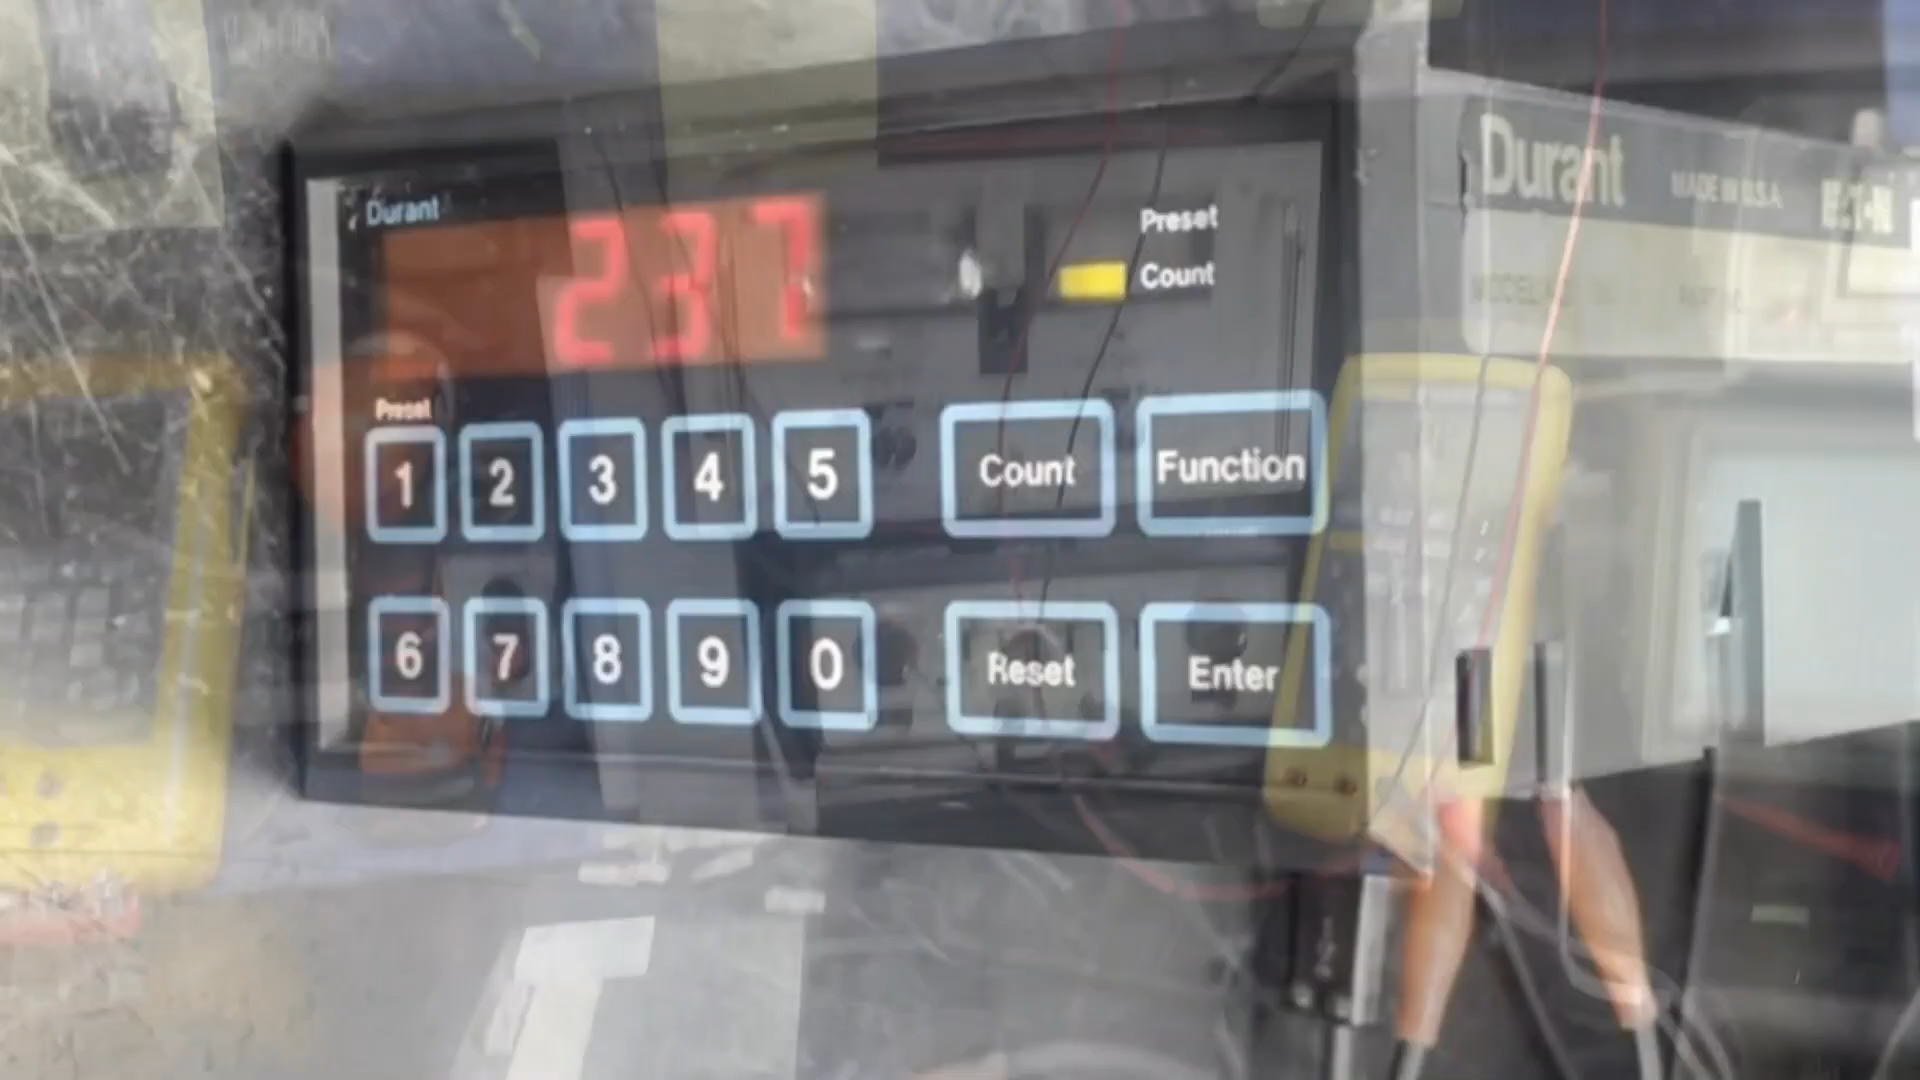 Durant
237
Preset
Count
Preset
1 2 3 4 5 Count Function
6 7 8 9 0 Reset Enter
Durant MADE IN U.S.A.